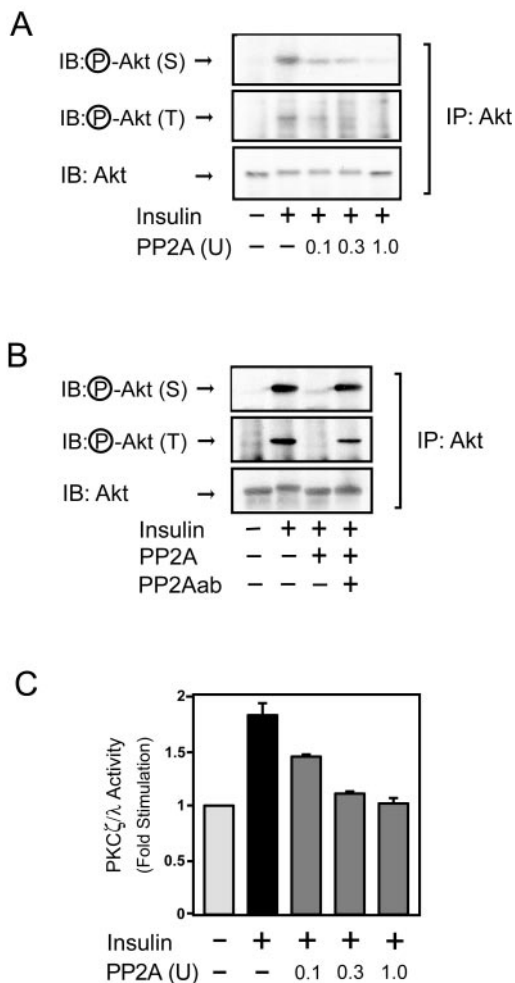 A
IB:Ⓟ-Akt (S) →
IB:Ⓟ-Akt (T) →
IB: Akt →
IP: Akt
Insulin – + + + +
PP2A (U) – – 0.1 0.3 1.0
B
IB:Ⓟ-Akt (S) →
IB:Ⓟ-Akt (T) →
IB: Akt →
IP: Akt
Insulin – + + +
PP2A – – + +
PP2Aab – – – +
C
PKCζ/λ Activity
(Fold Stimulation)
2
1.5
1
0.5
0
Insulin – + + + +
PP2A (U) – – 0.1 0.3 1.0